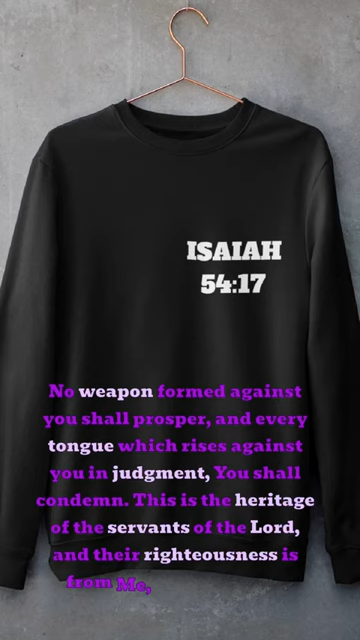 ISAIAH
54:17
No weapon formed against
you shall prosper, and every
tongue which rises against
you in judgment, You shall
condemn. This is the heritage
of the servants of the Lord,
and their righteousness is
from Me,